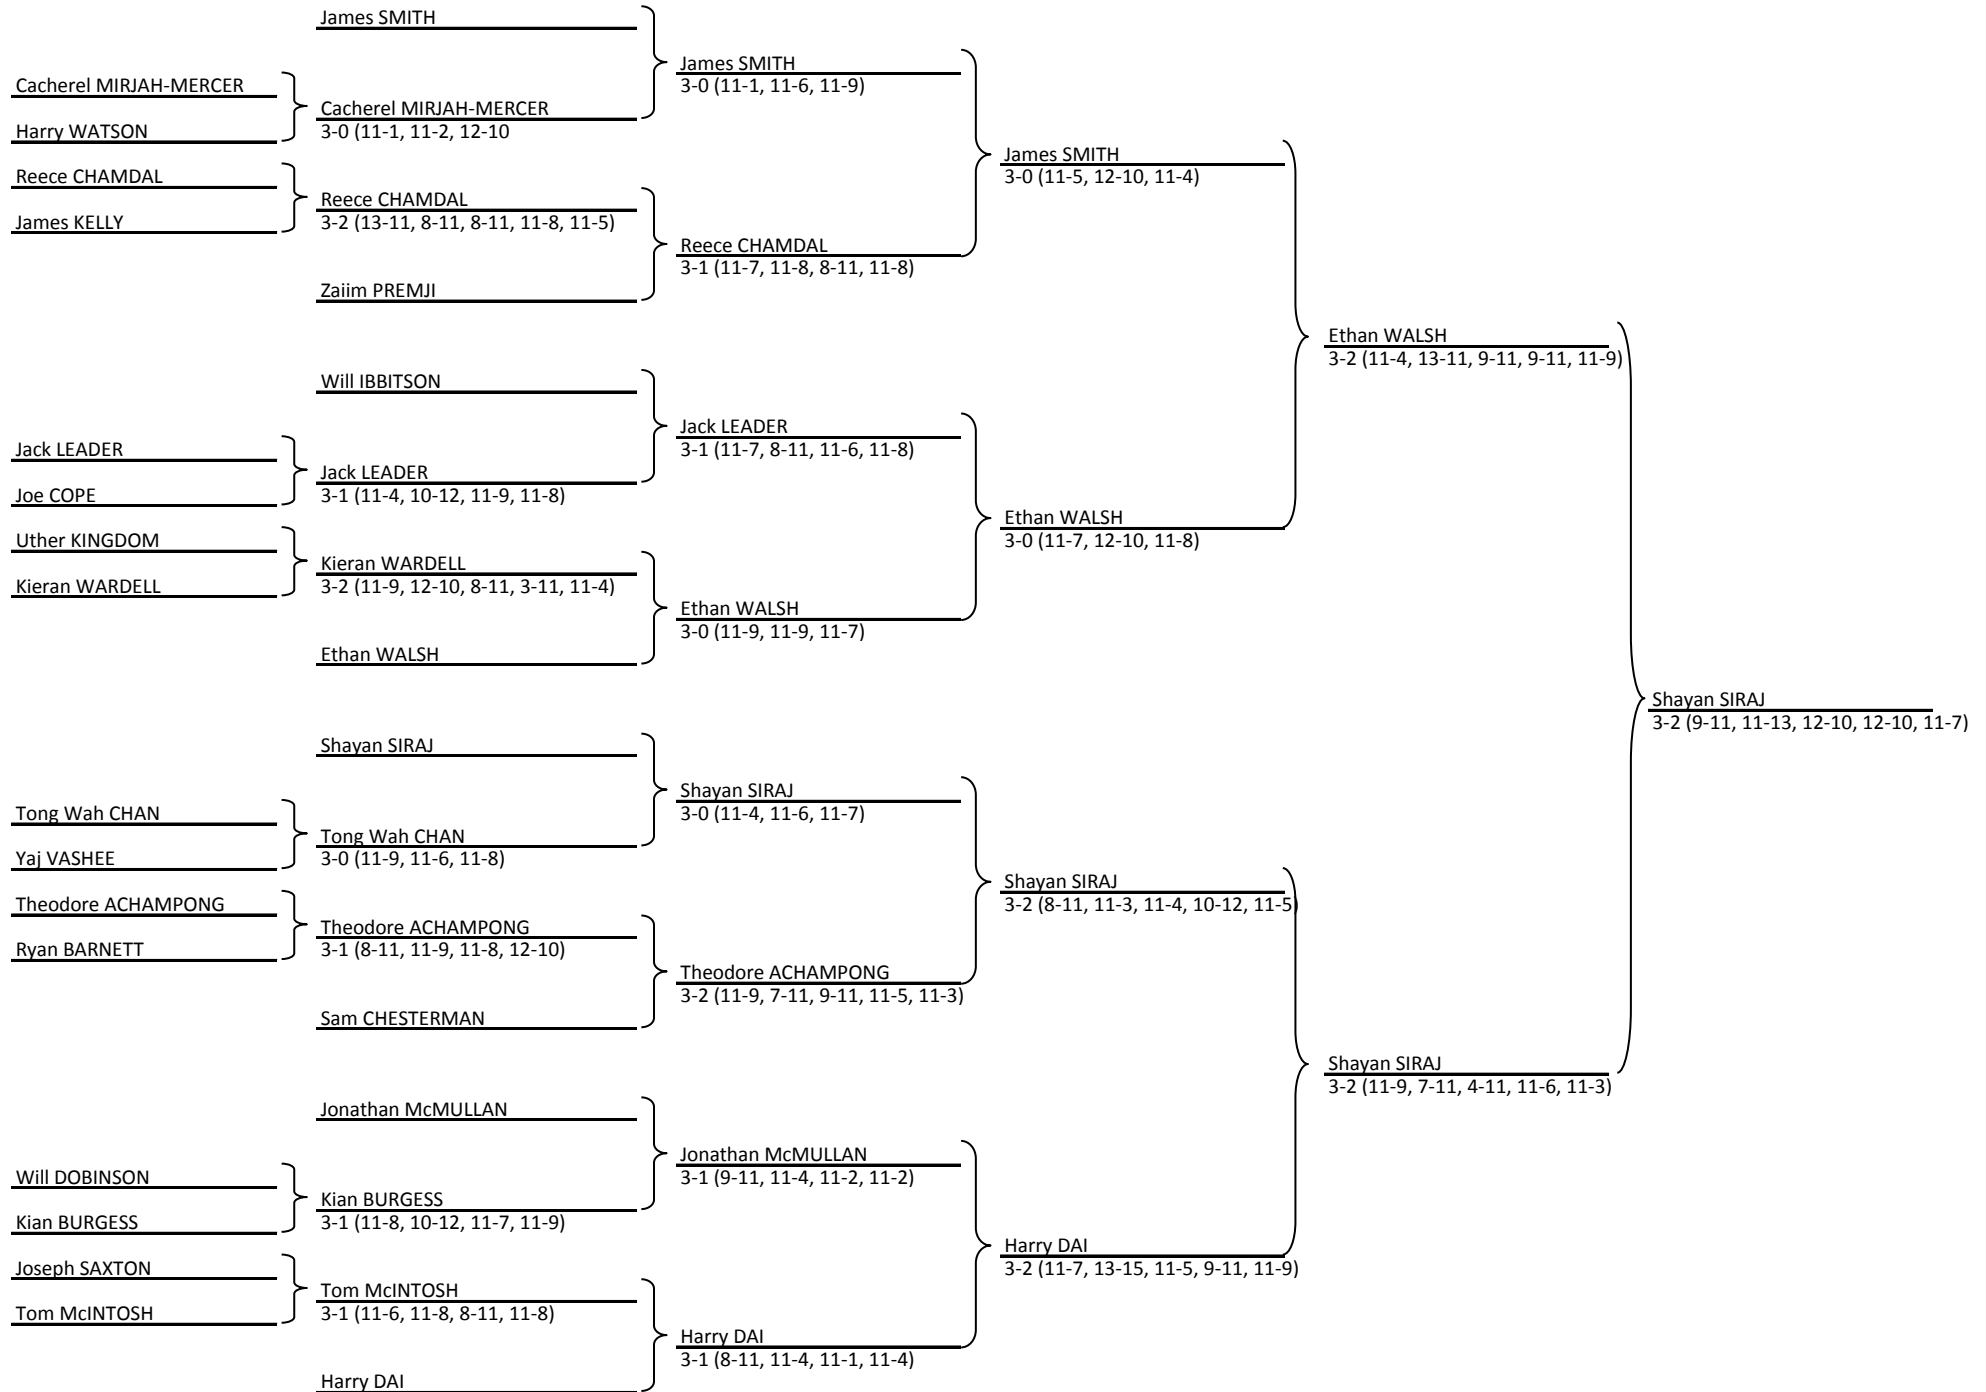 James SMITH
James SMITH
3-0 (11-1, 11-6, 11-9)
Cacherel MIRJAH-MERCER
Cacherel MIRJAH-MERCER
3-0 (11-1, 11-2, 12-10
Harry WATSON
James SMITH
3-0 (11-5, 12-10, 11-4)
Reece CHAMDAL
Reece CHAMDAL
3-2 (13-11, 8-11, 8-11, 11-8, 11-5)
James KELLY
Reece CHAMDAL
3-1 (11-7, 11-8, 8-11, 11-8)
Zaiim PREMJI
Ethan WALSH
3-2 (11-4, 13-11, 9-11, 9-11, 11-9)
Will IBBITSON
Jack LEADER
3-1 (11-7, 8-11, 11-6, 11-8)
Jack LEADER
Jack LEADER
3-1 (11-4, 10-12, 11-9, 11-8)
Joe COPE
Ethan WALSH
3-0 (11-7, 12-10, 11-8)
Uther KINGDOM
Kieran WARDELL
3-2 (11-9, 12-10, 8-11, 3-11, 11-4)
Kieran WARDELL
Ethan WALSH
3-0 (11-9, 11-9, 11-7)
Ethan WALSH
Shayan SIRAJ
3-2 (9-11, 11-13, 12-10, 12-10, 11-7)
Shayan SIRAJ
Shayan SIRAJ
3-0 (11-4, 11-6, 11-7)
Tong Wah CHAN
Tong Wah CHAN
3-0 (11-9, 11-6, 11-8)
Yaj VASHEE
Shayan SIRAJ
3-2 (8-11, 11-3, 11-4, 10-12, 11-5)
Theodore ACHAMPONG
Theodore ACHAMPONG
3-1 (8-11, 11-9, 11-8, 12-10)
Ryan BARNETT
Theodore ACHAMPONG
3-2 (11-9, 7-11, 9-11, 11-5, 11-3)
Sam CHESTERMAN
Shayan SIRAJ
3-2 (11-9, 7-11, 4-11, 11-6, 11-3)
Jonathan McMULLAN
Jonathan McMULLAN
3-1 (9-11, 11-4, 11-2, 11-2)
Will DOBINSON
Kian BURGESS
3-1 (11-8, 10-12, 11-7, 11-9)
Kian BURGESS
Harry DAI
3-2 (11-7, 13-15, 11-5, 9-11, 11-9)
Joseph SAXTON
Tom McINTOSH
3-1 (11-6, 11-8, 8-11, 11-8)
Tom McINTOSH
Harry DAI
3-1 (8-11, 11-4, 11-1, 11-4)
Harry DAI